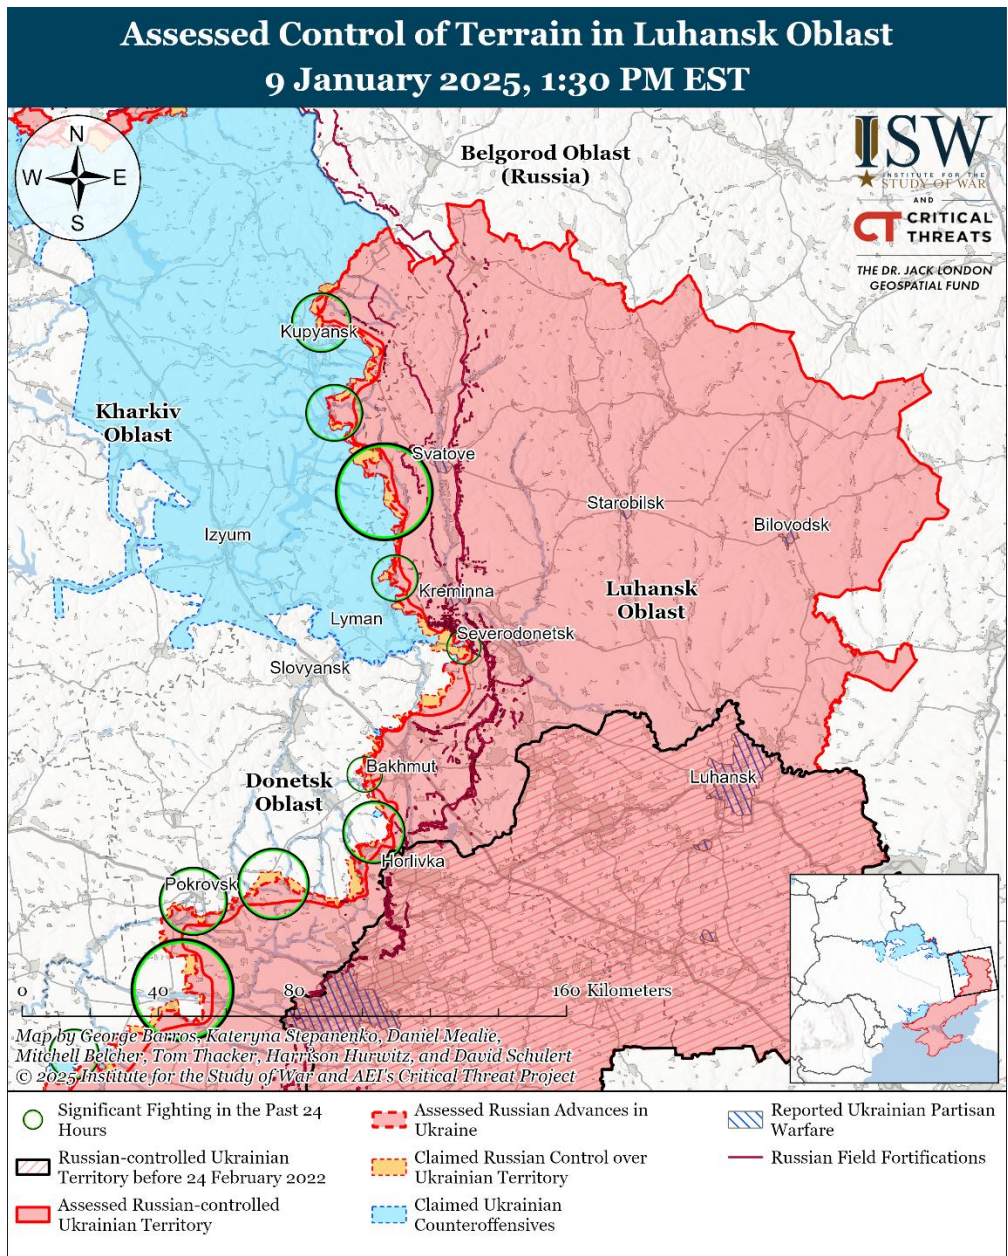 Assessed Control of Terrain in Luhansk Oblast
9 January 2025, 1:30 PM EST
N
W
E
S
Belgorod Oblast
(Russia)
ISW
INSTITUTE FOR THE
STUDY OF WAR
AND
CT CRITICAL
THREATS
THE DR. JACK LONDON
GEOSPATIAL FUND
Kupyansk
Kharkiv
Oblast
Svatove
Starobilsk
Bilovodsk
Izyum
Kreminna
Luhansk
Oblast
Lyman
Severodonetsk
Slovyansk
Bakhmut
Luhansk
Donetsk
Oblast
Horlivka
Pokrovsk
0
40
80
160 Kilometers
Map by George Barros, Kateryna Stepanenko, Daniel Mealie,
Mitchell Belcher, Tom Thacker, Harrison Hurwitz, and David Schulert
© 2025 Institute for the Study of War and AEI's Critical Threat Project
Significant Fighting in the Past 24
Hours
Russian-controlled Ukrainian
Territory before 24 February 2022
Assessed Russian-controlled
Ukrainian Territory
Assessed Russian Advances in
Ukraine
Claimed Russian Control over
Ukrainian Territory
Claimed Ukrainian
Counteroffensives
Reported Ukrainian Partisan
Warfare
Russian Field Fortifications